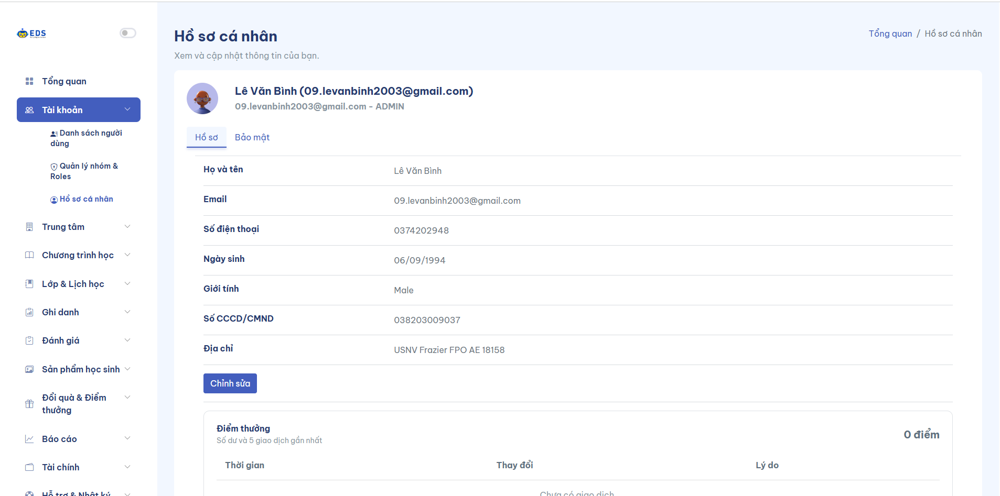 EDS
Tổng quan
Tài khoản
Danh sách người
dùng
Quản lý nhóm &
Roles
Hồ sơ cá nhân
Trung tâm
Chương trình học
Lớp & Lịch học
Ghi danh
Đánh giá
Sản phẩm học sinh
Đổi quà & Điểm
thưởng
Báo cáo
Tài chính
Hỗ trợ & Nhật ký
Hồ sơ cá nhân
Xem và cập nhật thông tin của bạn.
Tổng quan / Hồ sơ cá nhân
Lê Văn Bình (09.levanbinh2003@gmail.com)
09.levanbinh2003@gmail.com - ADMIN
Hồ sơ Bảo mật
Họ và tên Lê Văn Bình
Email 09.levanbinh2003@gmail.com
Số điện thoại 0374202948
Ngày sinh 06/09/1994
Giới tính Male
Số CCCD/CMND 038203009037
Địa chỉ USNV Frazier FPO AE 18158
Chỉnh sửa
Điểm thưởng
Số dư và 5 giao dịch gần nhất
0 điểm
Thời gian Thay đổi Lý do
Chưa có giao dịch